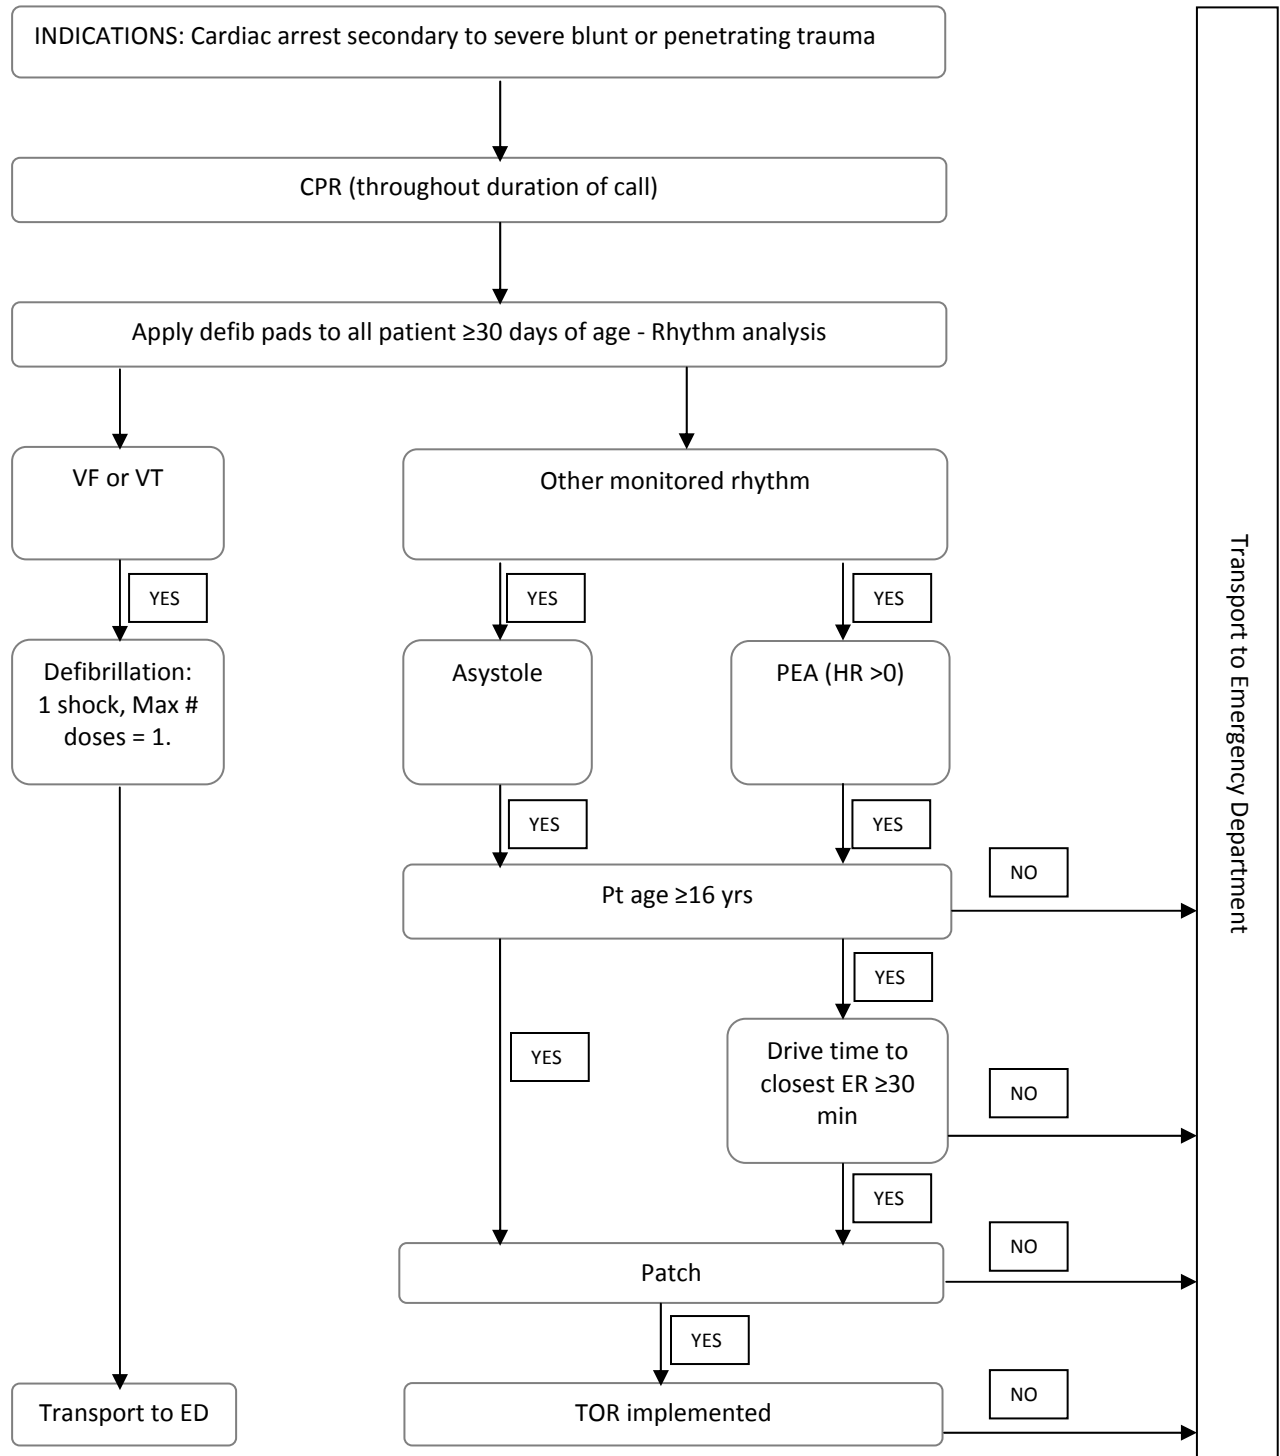 INDICATIONS: Cardiac arrest secondary to severe blunt or penetrating trauma
CPR (throughout duration of call)
Apply defib pads to all patient ≥30 days of age - Rhythm analysis
VF or VT
Other monitored rhythm
YES
YES
YES
Defibrillation:
1 shock, Max #
doses = 1.
Asystole
PEA (HR >0)
YES
YES
Pt age ≥16 yrs
NO
YES
YES
Drive time to
closest ER ≥30
min
NO
YES
Patch
NO
YES
Transport to ED
TOR implemented
NO
Transport to Emergency Department